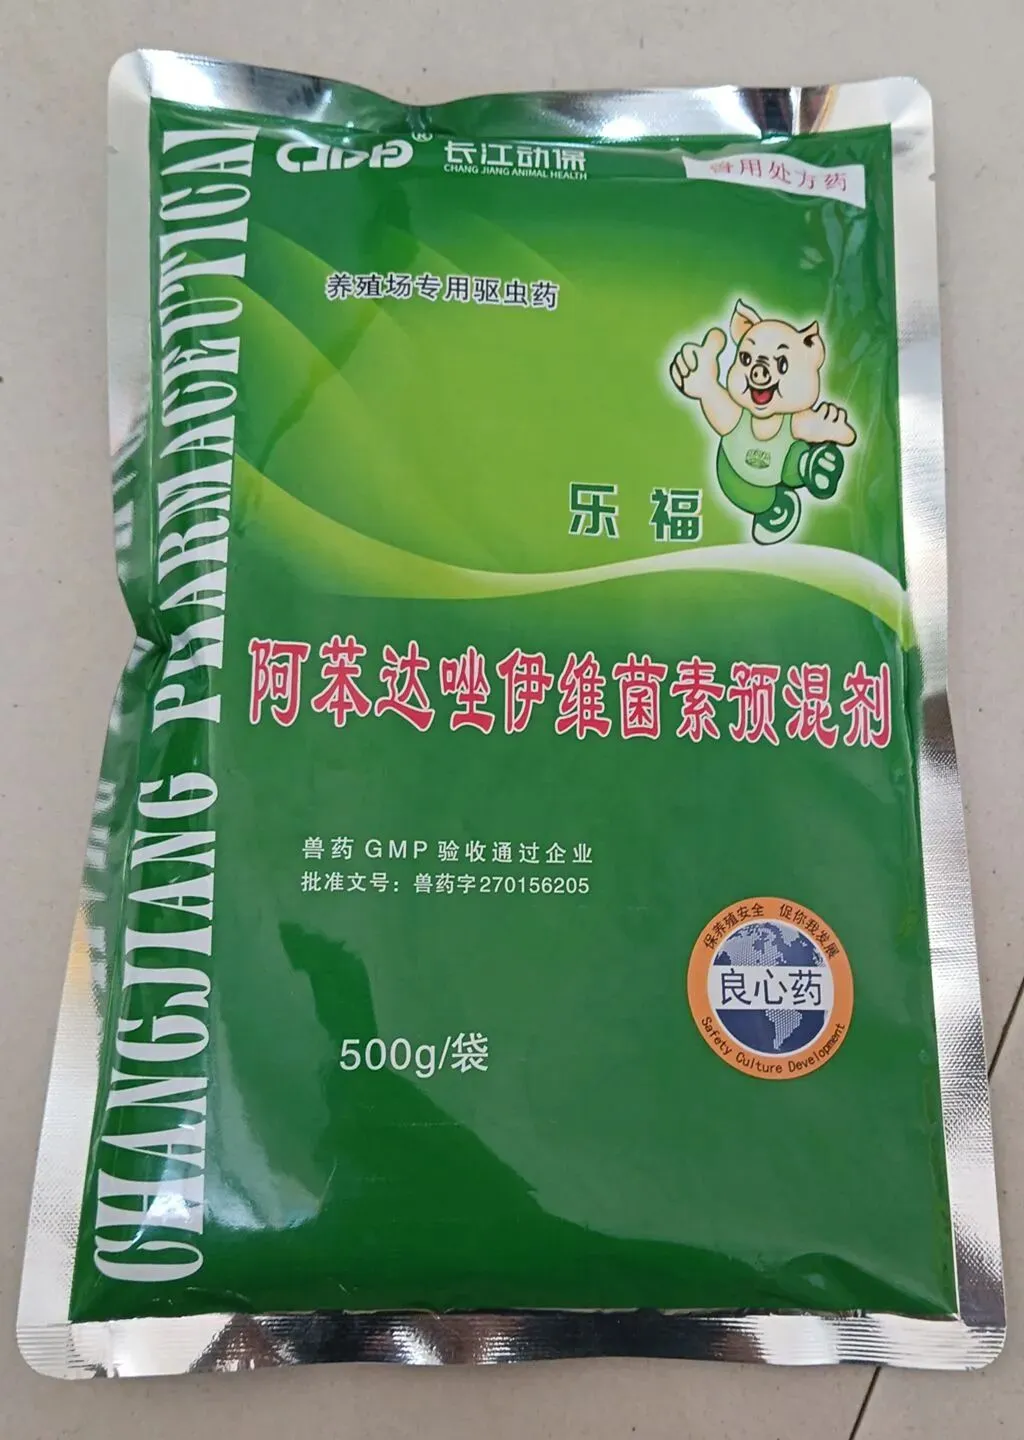 ®
长江动保
CHANG JIANG ANIMAL HEALTH
兽用处方药
养殖场专用驱虫药
乐福
阿苯达唑伊维菌素预混剂
兽药GMP验收通过企业
批准文号：兽药字270156205
保养殖安全 促你我发展
良心药
Safety Culture Development
500g/袋
CHANGJIANG PHARMACEUTICAL